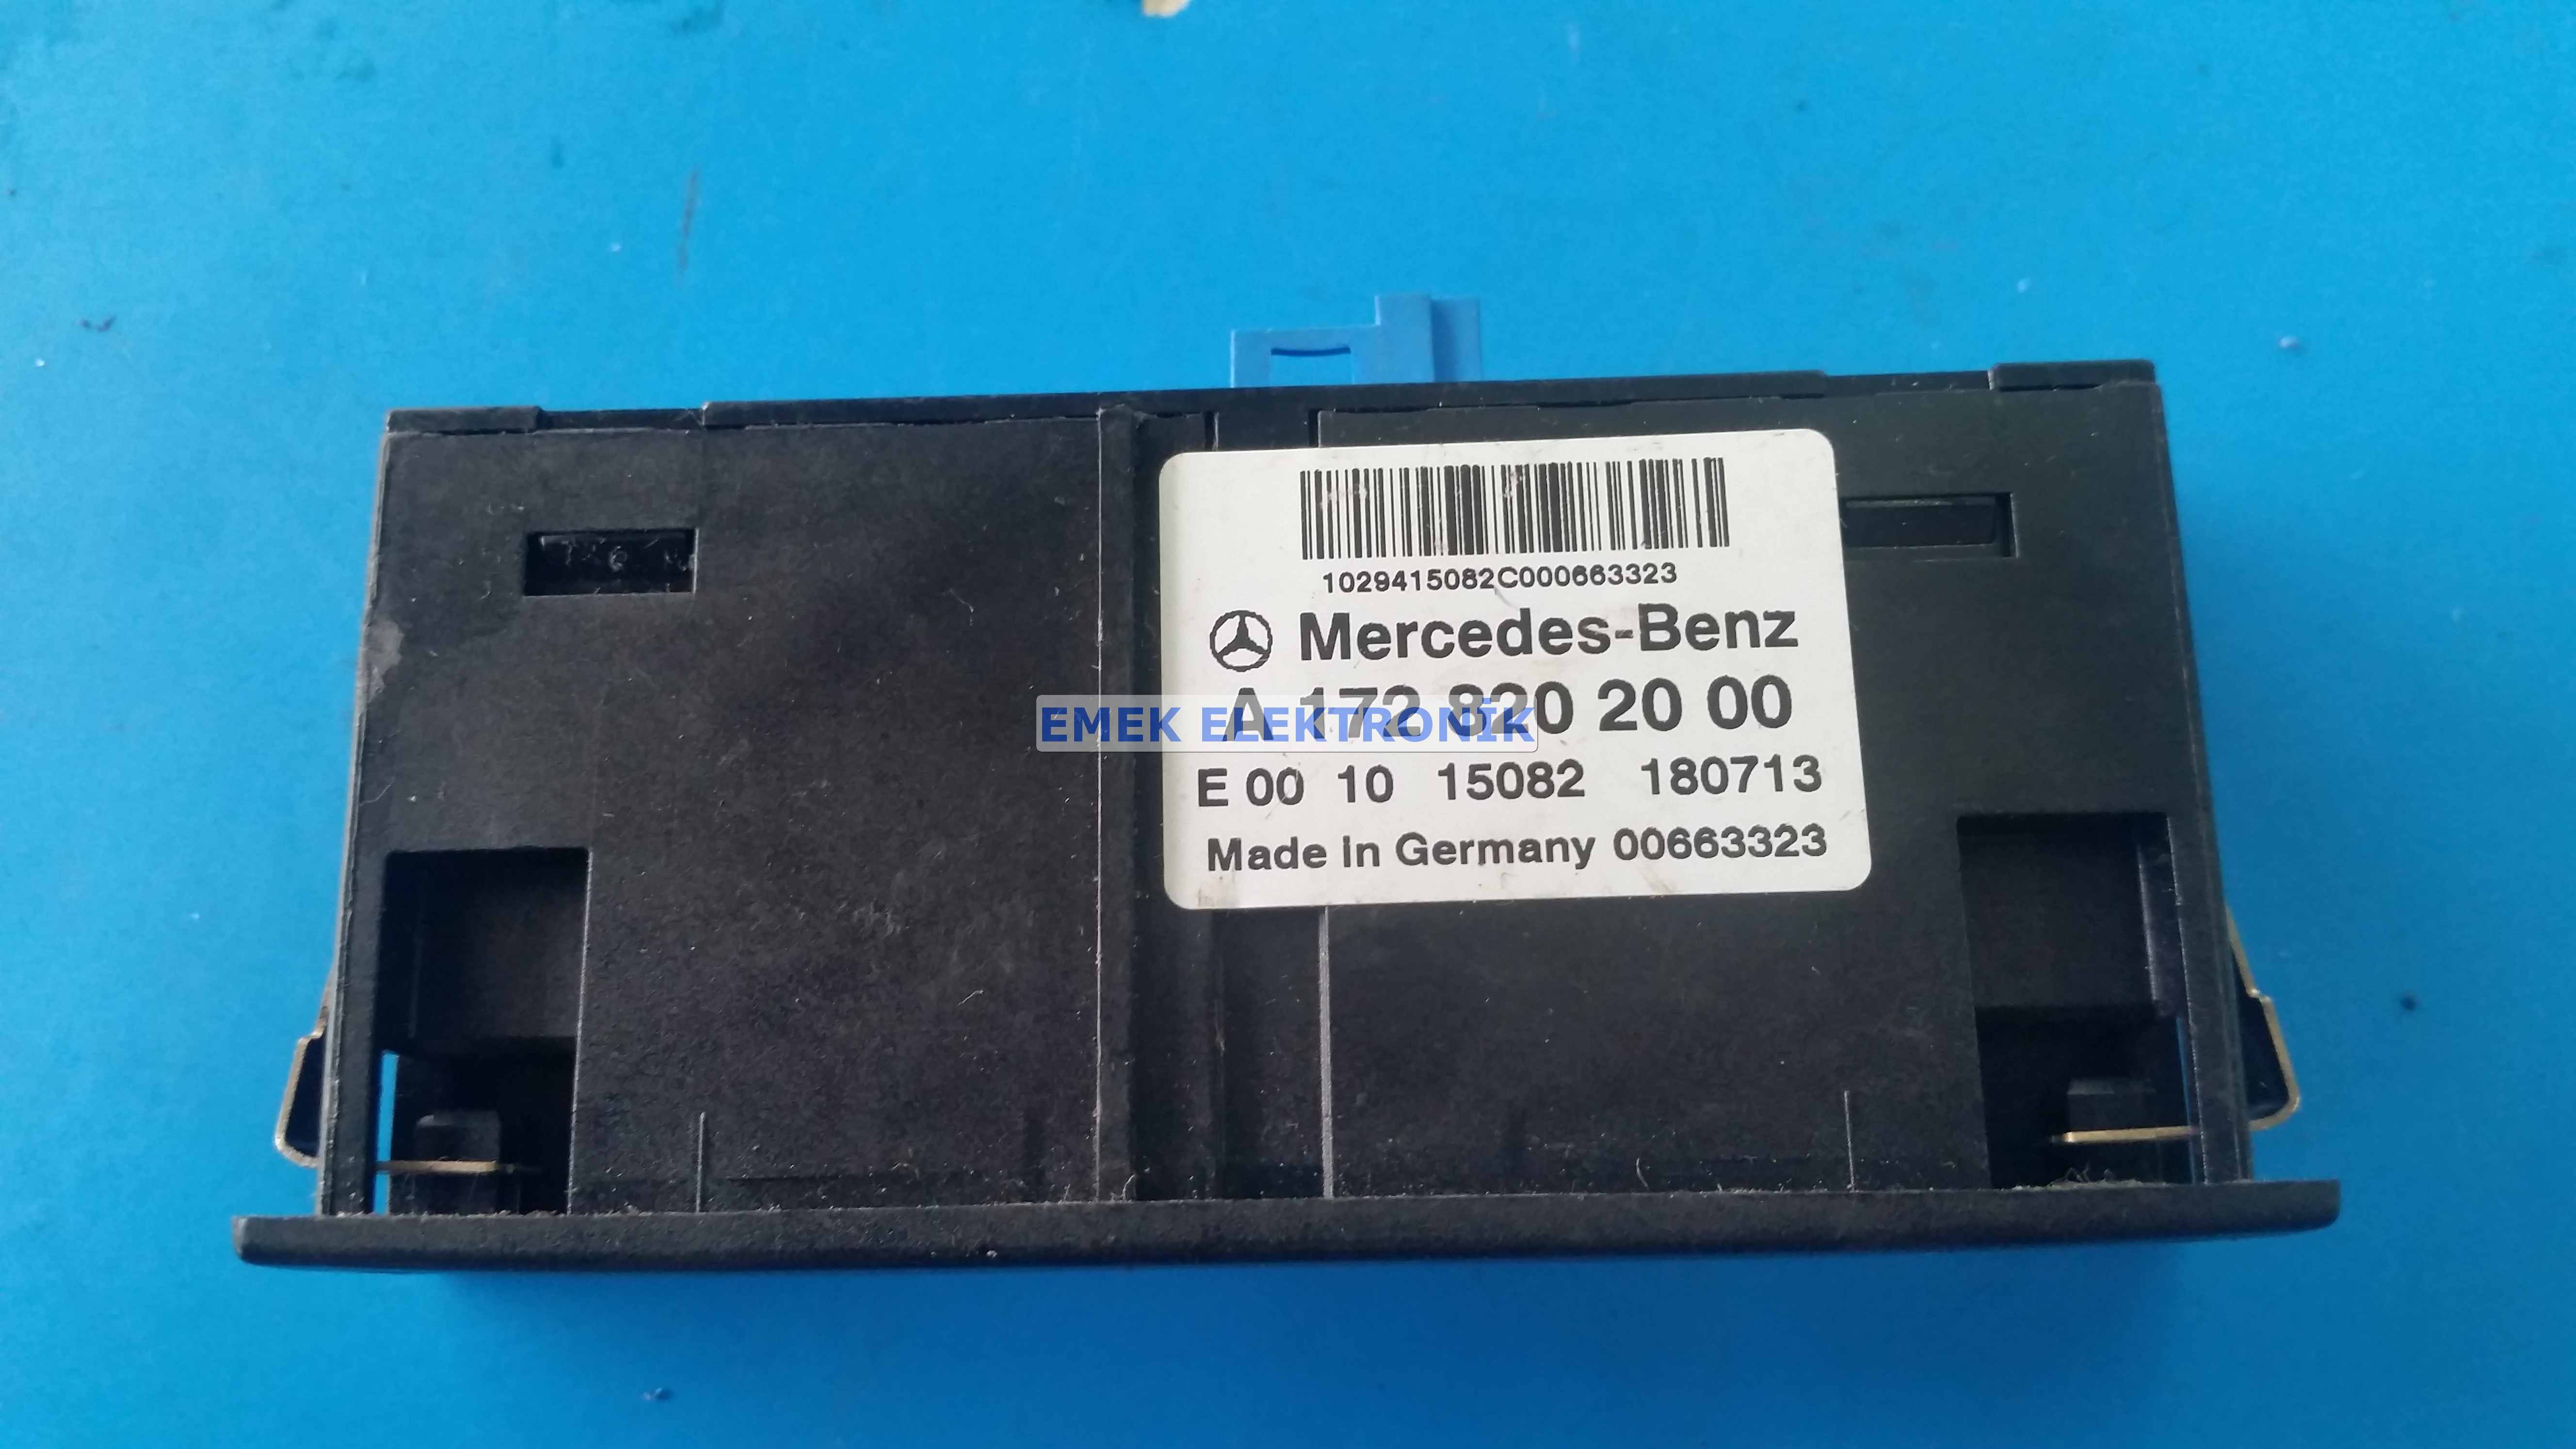 1029415082C000663323
Mercedes-Benz
A 172 820 20 00
EMEK ELEKTRONİK
E 00 10 15082 180713
Made in Germany 00663323